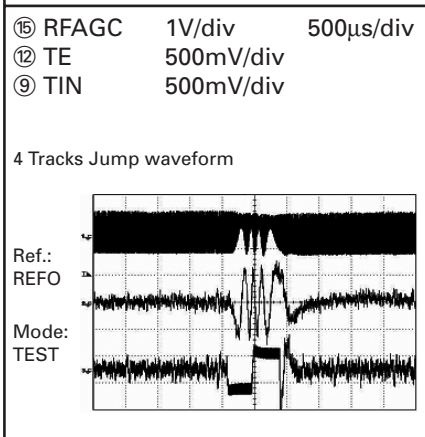 ⑮ RFAGC 1V/div 500µs/div
⑫ TE 500mV/div
⑨ TIN 500mV/div
4 Tracks Jump waveform
Ref.:
REFO
Mode:
TEST